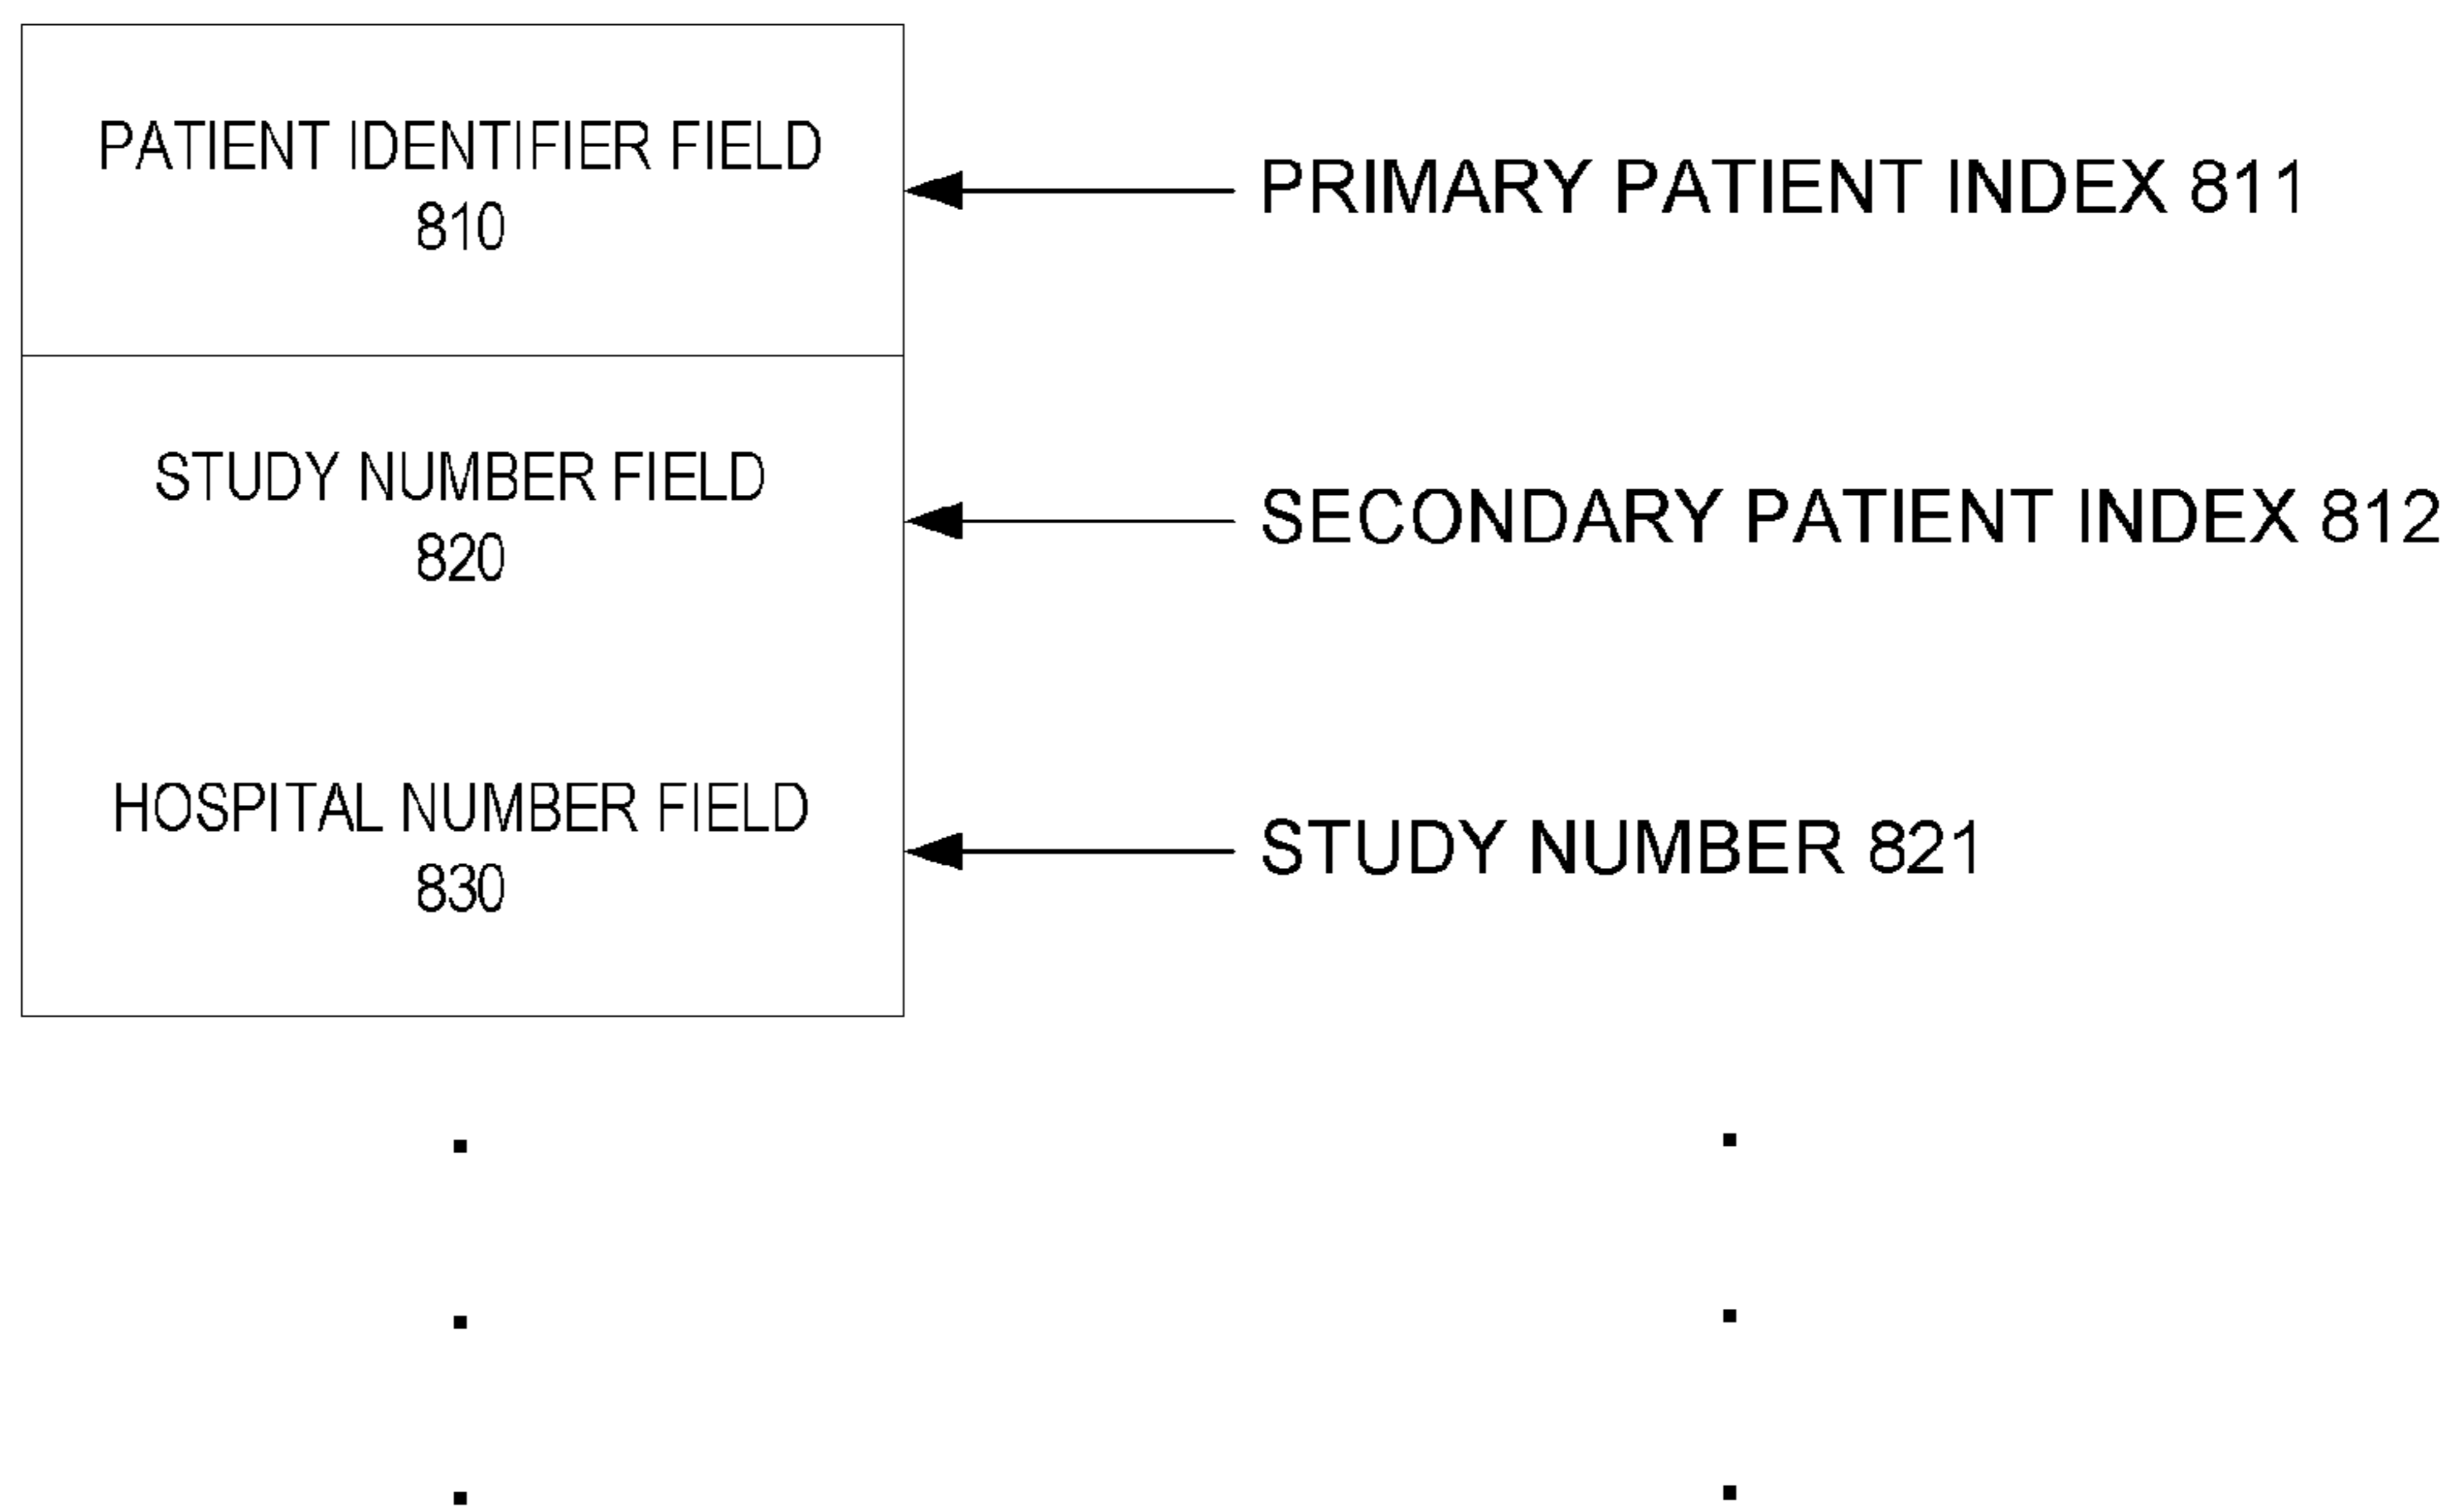 PATIENT IDENTIFIER FIELD
810
PRIMARY PATIENT INDEX 811
STUDY NUMBER FIELD
820
SECONDARY PATIENT INDEX 812
HOSPITAL NUMBER FIELD
830
STUDY NUMBER 821